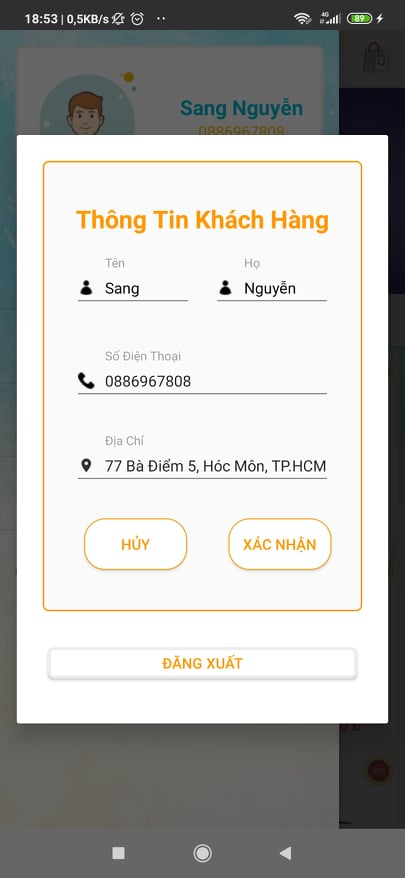 18:53 | 0,5KB/s
4G
89
Sang Nguyễn
0886967808
Thông Tin Khách Hàng
Tên
Họ
Sang
Nguyễn
Số Điện Thoại
0886967808
Địa Chỉ
77 Bà Điểm 5, Hóc Môn, TP.HCM
HỦY
XÁC NHẬN
ĐĂNG XUẤT